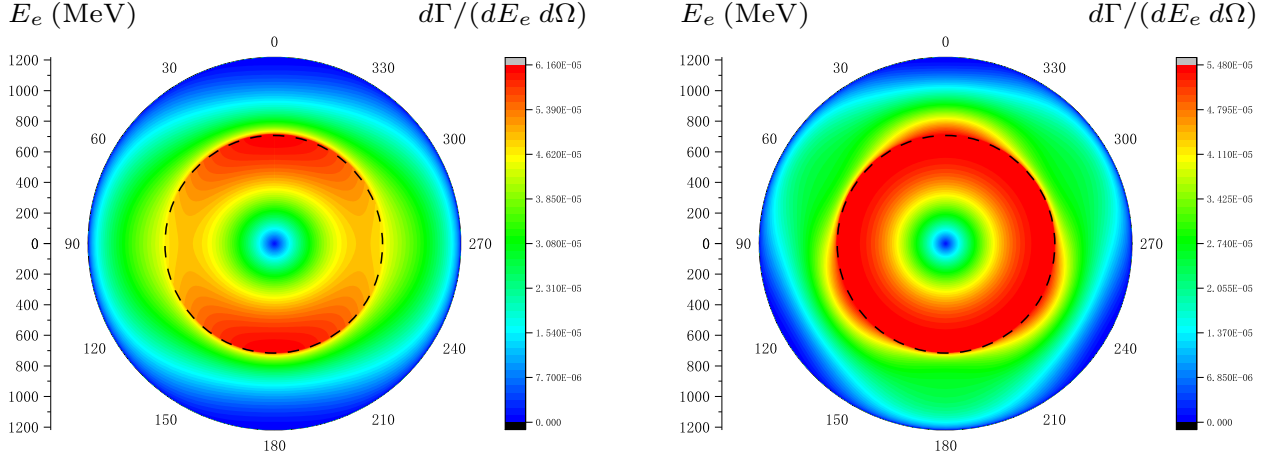 E_e (MeV)
dΓ/(dE_e dΩ)
1200
1000
800
600
400
200
0
200
400
600
800
1000
1200
0
30
60
90
120
150
180
210
240
270
300
330
6.160E-05
5.390E-05
4.620E-05
3.850E-05
3.080E-05
2.310E-05
1.540E-05
7.700E-06
0.000
E_e (MeV)
dΓ/(dE_e dΩ)
1200
1000
800
600
400
200
0
200
400
600
800
1000
1200
0
30
60
90
120
150
180
210
240
270
300
330
5.480E-05
4.795E-05
4.110E-05
3.425E-05
2.740E-05
2.055E-05
1.370E-05
6.850E-06
0.000